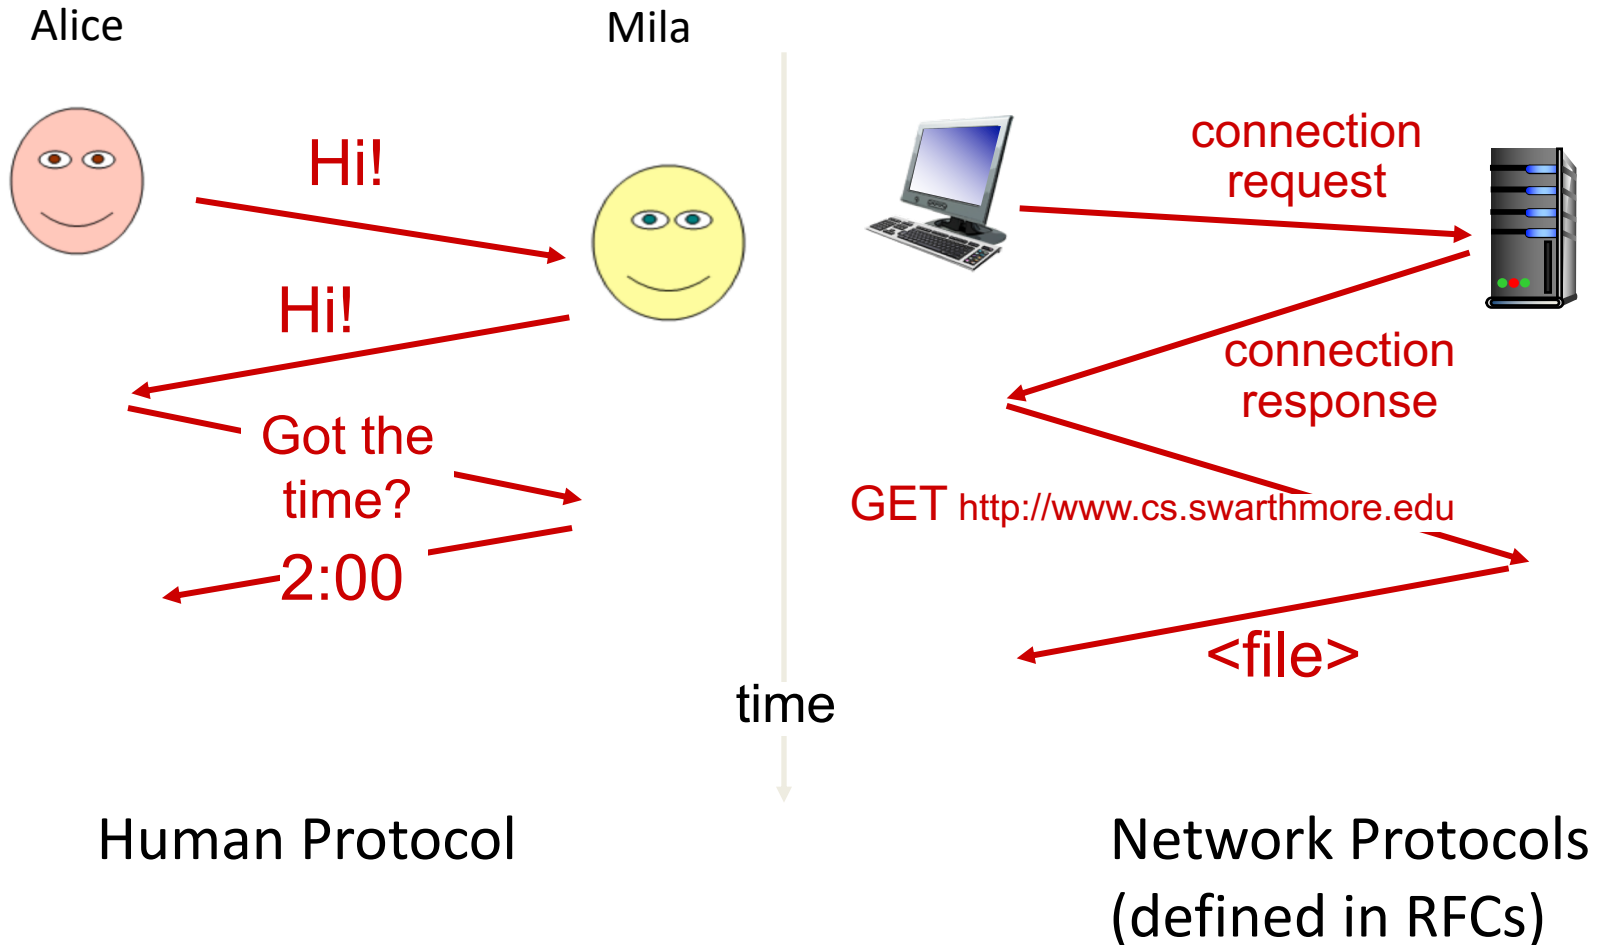 Alice
Mila
Hi!
Hi!
Got the
time?
2:00
connection
request
connection
response
GET http://www.cs.swarthmore.edu
<file>
time
Human Protocol
Network Protocols
(defined in RFCs)